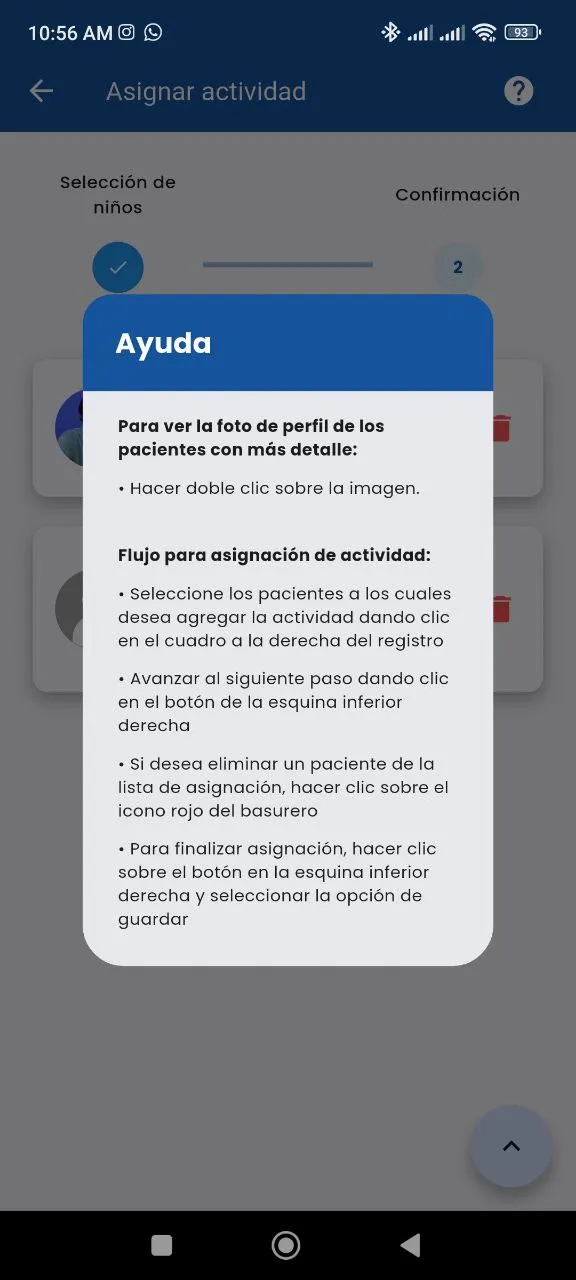 10:56 AM
93
Asignar actividad
?
Selección de
niños
Confirmación
2
Ayuda
Para ver la foto de perfil de los
pacientes con más detalle:
• Hacer doble clic sobre la imagen.
Flujo para asignación de actividad:
• Seleccione los pacientes a los cuales
desea agregar la actividad dando clic
en el cuadro a la derecha del registro
• Avanzar al siguiente paso dando clic
en el botón de la esquina inferior
derecha
• Si desea eliminar un paciente de la
lista de asignación, hacer clic sobre el
icono rojo del basurero
• Para finalizar asignación, hacer clic
sobre el botón en la esquina inferior
derecha y seleccionar la opción de
guardar